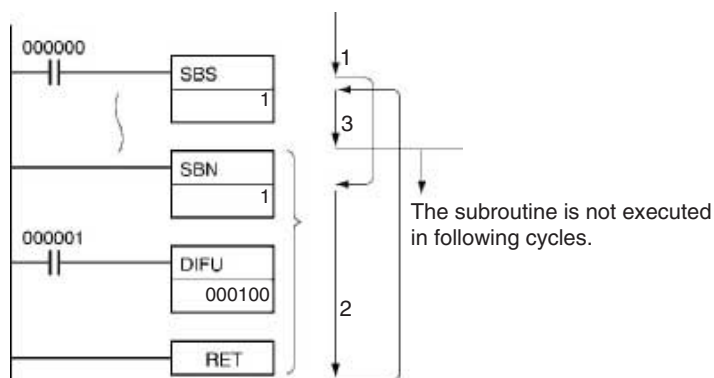 000000
SBS
1
1
3
SBN
1
The subroutine is not executed
in following cycles.
000001
DIFU
000100
2
RET